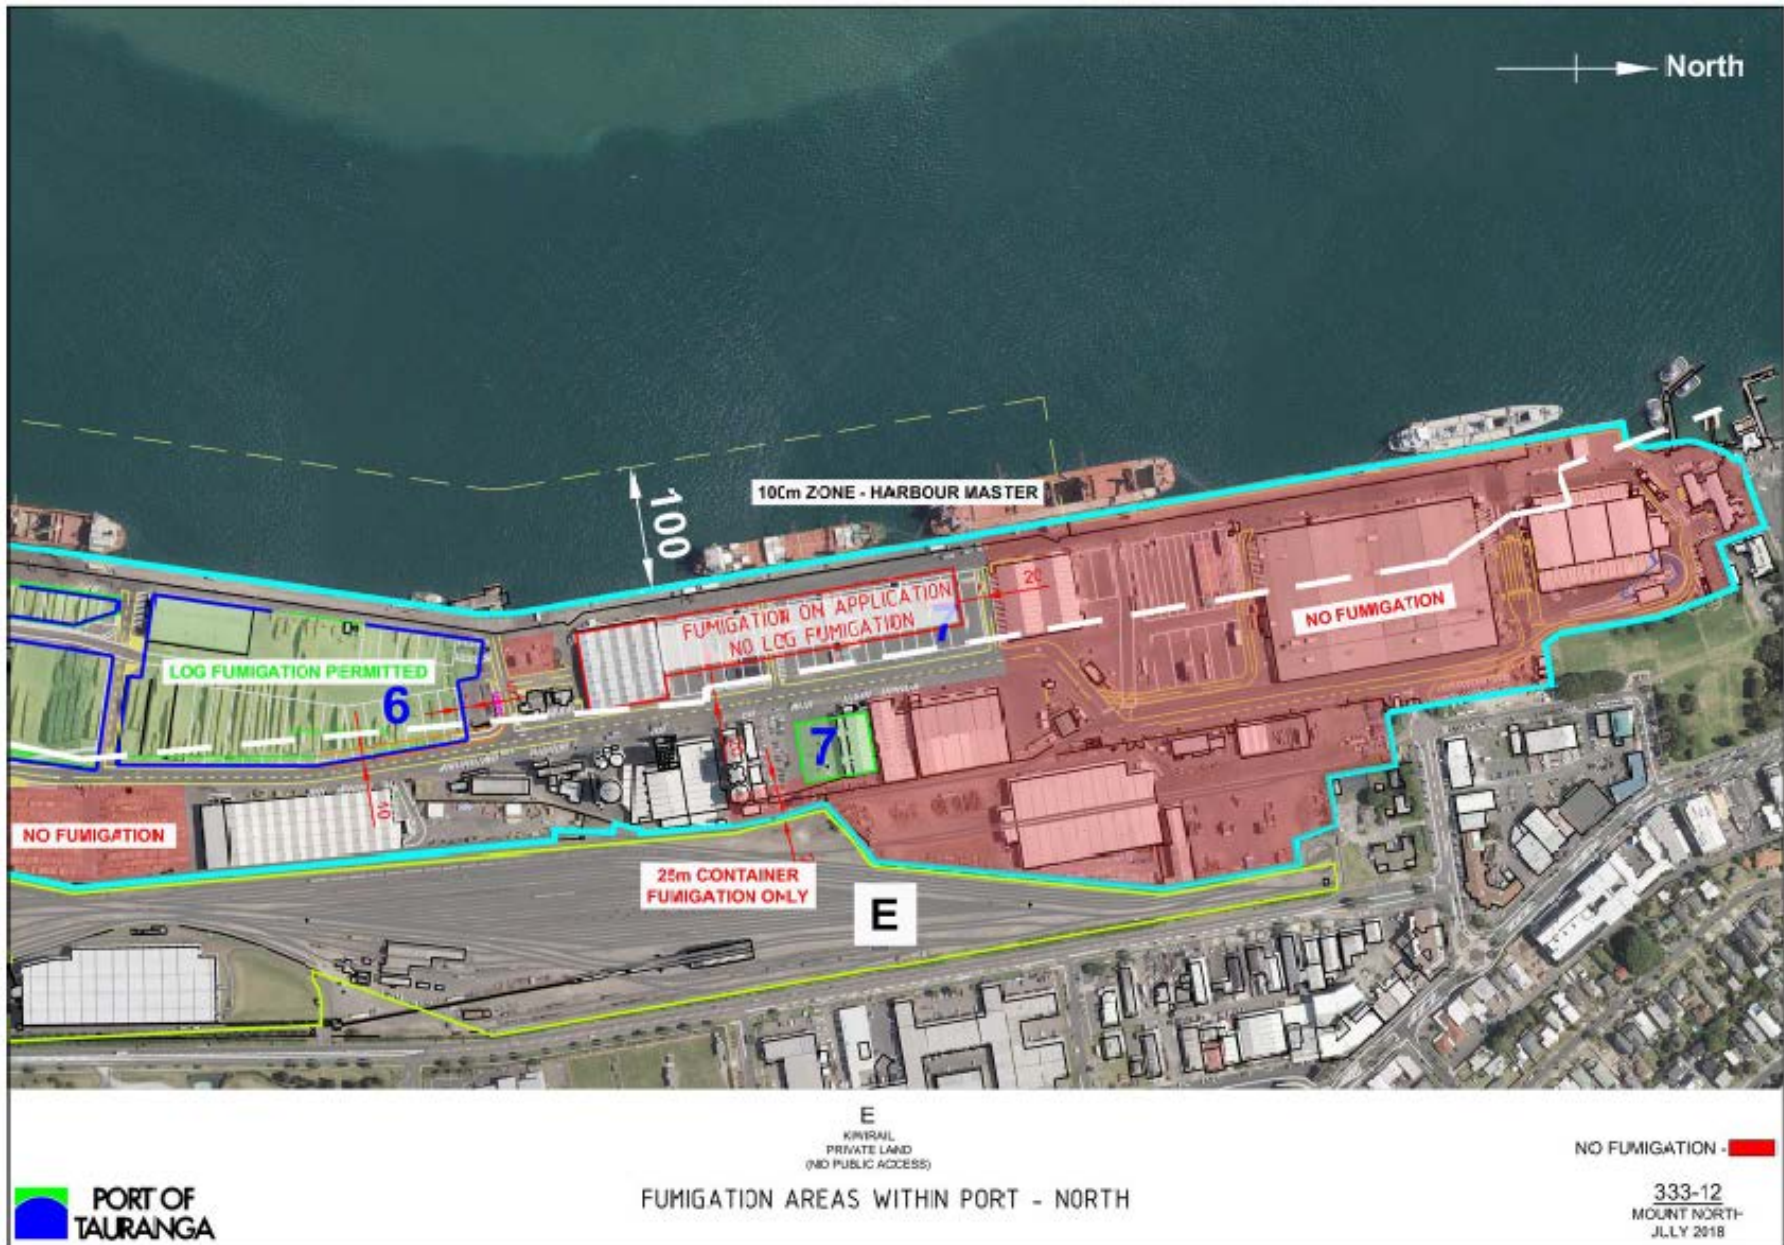 North
100
100m ZONE - HARBOUR MASTER
20
FUMIGATION ON APPLICATION
NO LOG FUMIGATION
7
NO FUMIGATION
LOG FUMIGATION PERMITTED
6
7
40
NO FUMIGATION
25m CONTAINER
FUMIGATION ONLY
E
E
KIWIRAIL
PRIVATE LAND
(NO PUBLIC ACCESS)
NO FUMIGATION -
PORT OF
TAURANGA
FUMIGATION AREAS WITHIN PORT - NORTH
333-12
MOUNT NORTH
JULY 2018